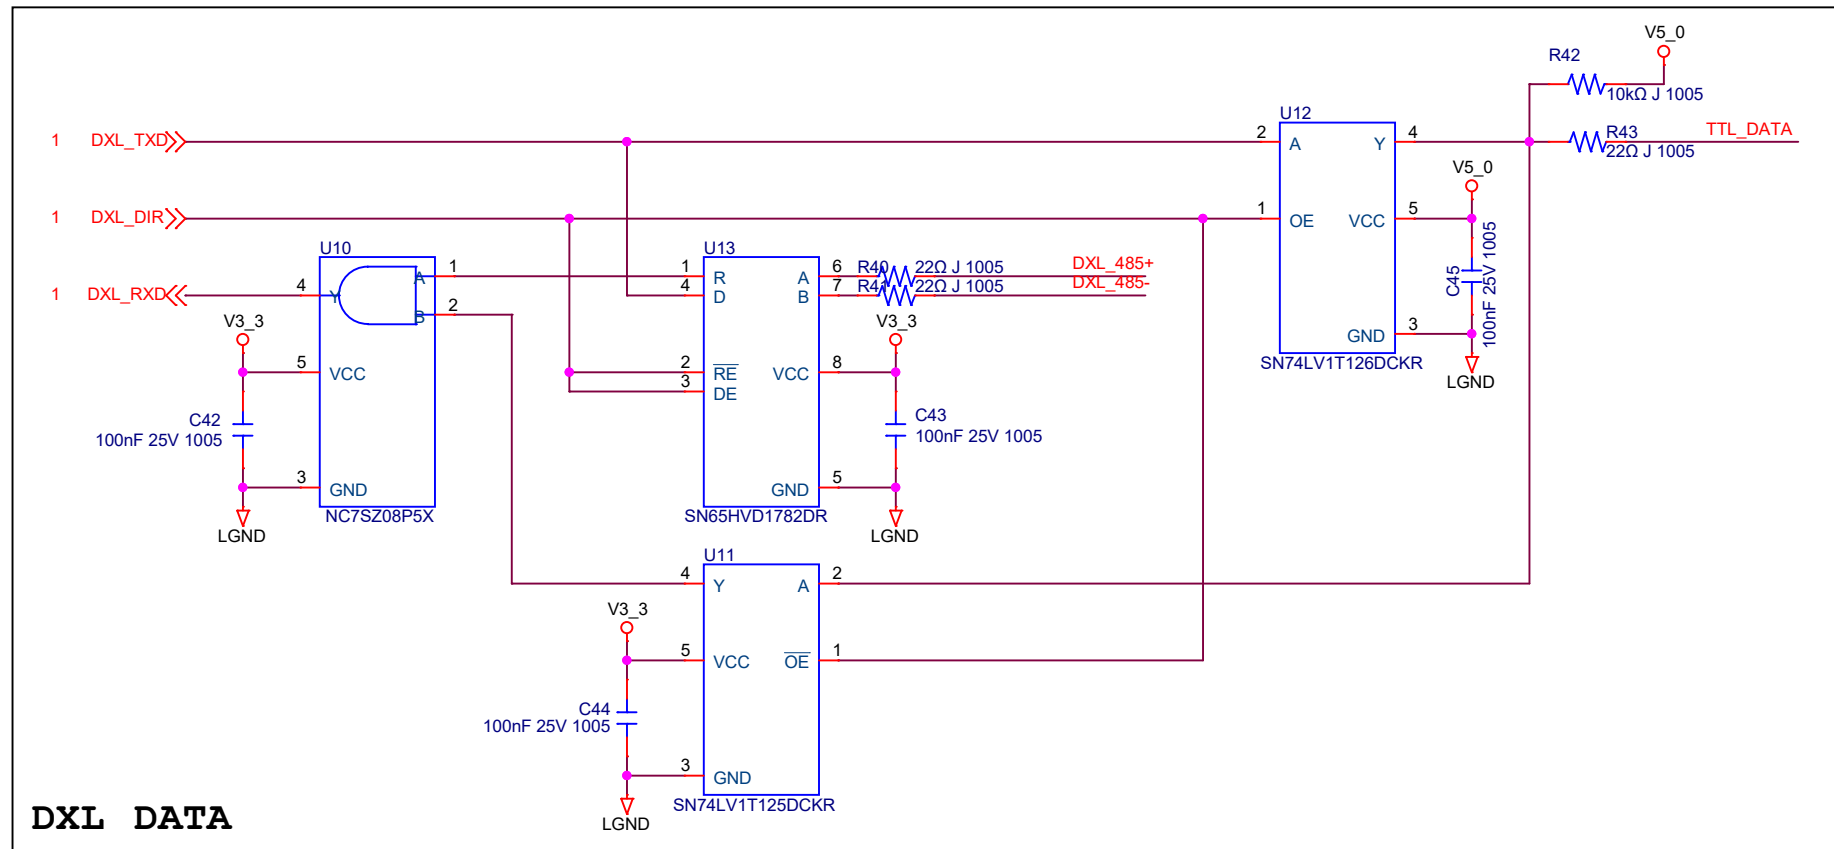 V5_0
R42
10kΩ J 1005
U12
1 DXL_TXD
2 A Y 4
R43
22Ω J 1005
TTL_DATA
V5_0
1 DXL_DIR
1 OE VCC 5
C45
100nF 25V 1005
GND 3
SN74LV1T126DCKR
LGND
U10
A 1
1 DXL_RXD
4 Y
B 2
V3_3
5 VCC
C42
100nF 25V 1005
3 GND
NC7SZ08P5X
LGND
U13
1 R A 6
R40 22Ω J 1005
DXL_485+
4 D B 7
R41 22Ω J 1005
DXL_485-
V3_3
2 RE VCC 8
3 DE
C43
100nF 25V 1005
GND 5
SN65HVD1782DR
LGND
U11
4 Y A 2
V3_3
5 VCC OE 1
C44
100nF 25V 1005
3 GND
SN74LV1T125DCKR
LGND
DXL DATA